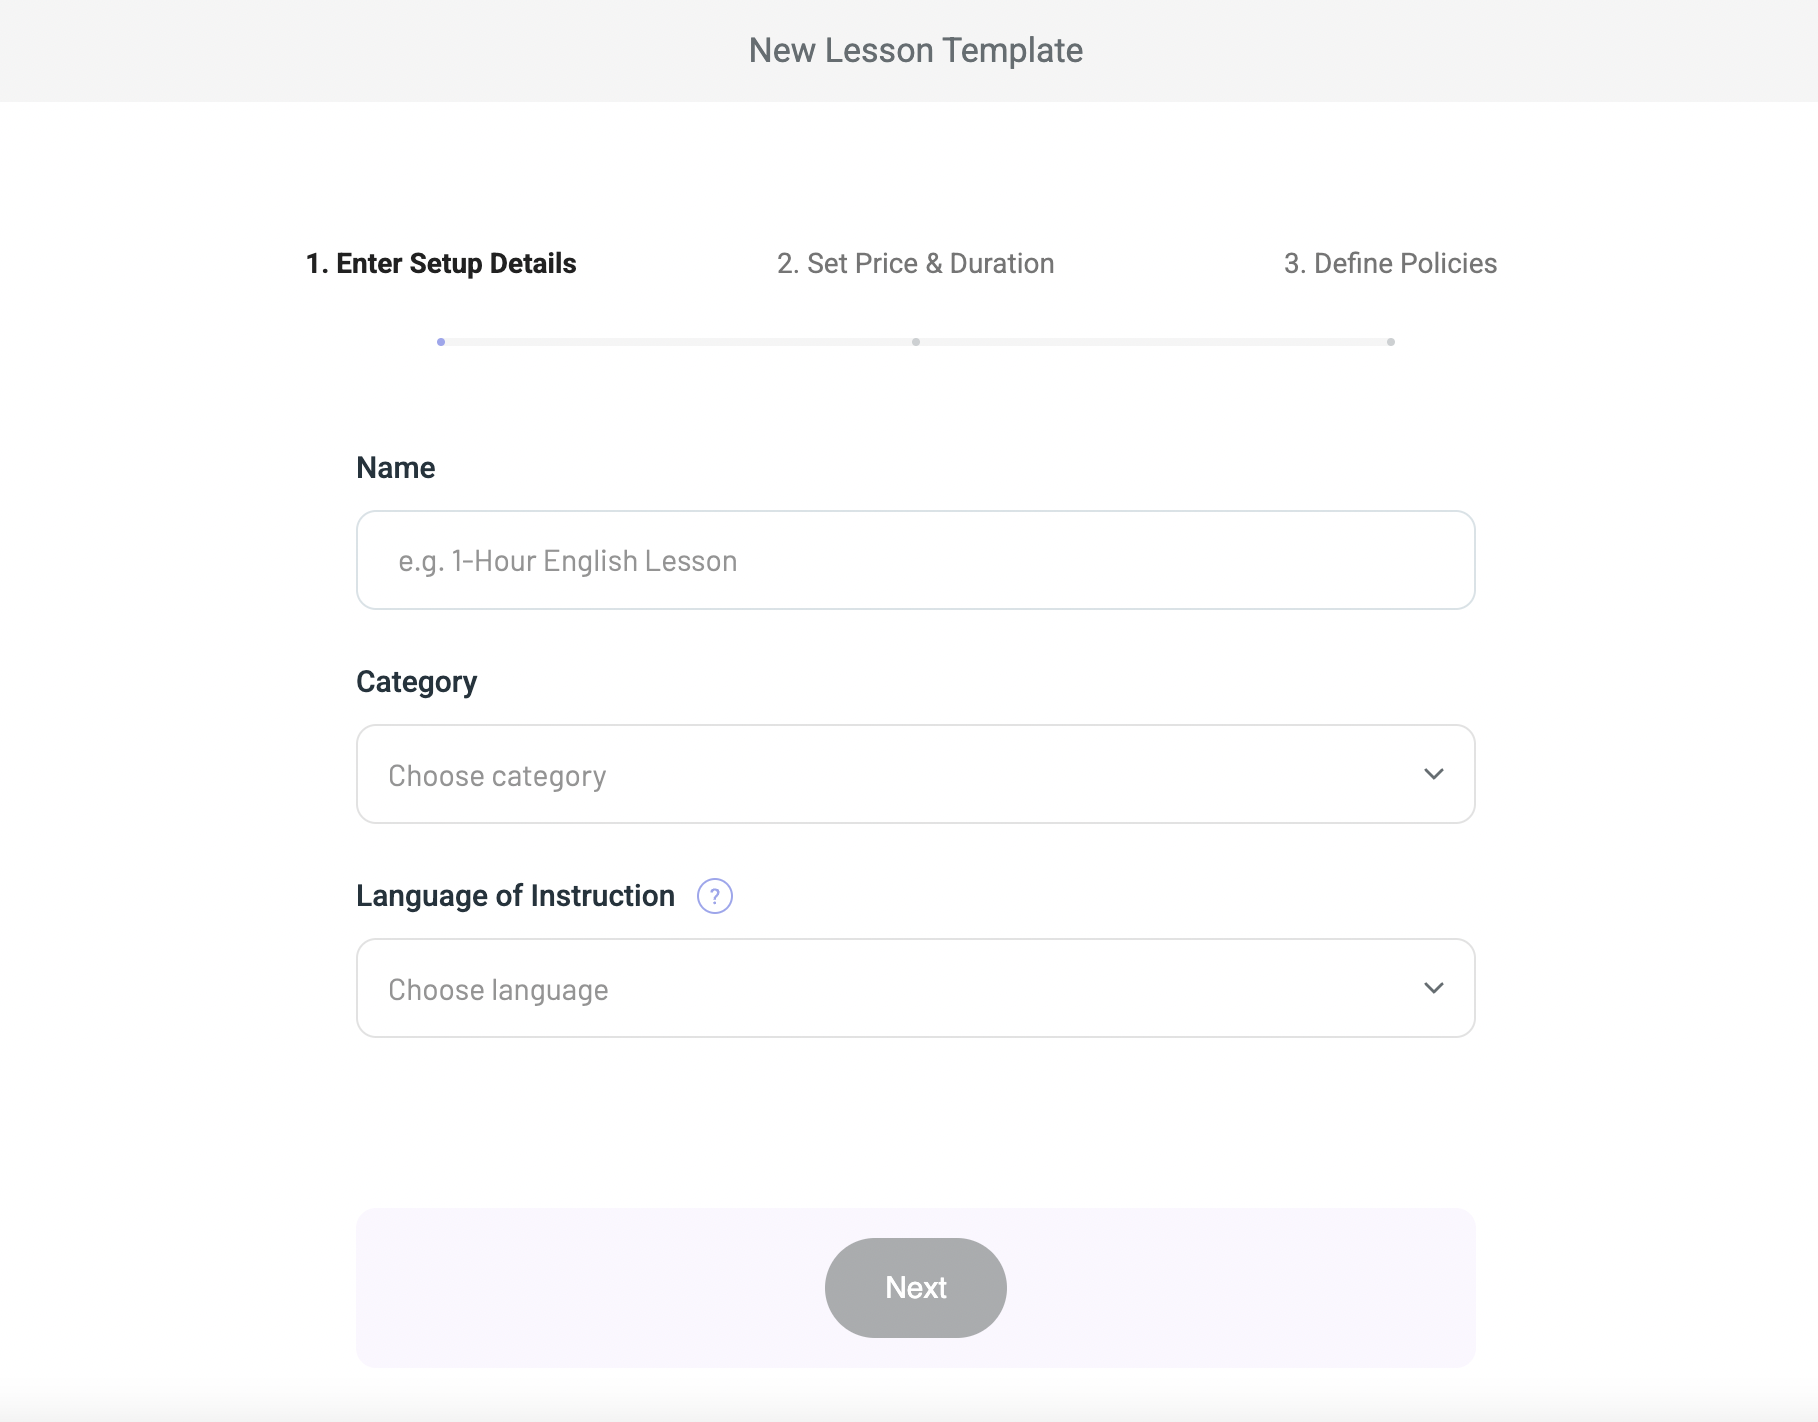 New Lesson Template
1. Enter Setup Details
2. Set Price & Duration
3. Define Policies
Name
e.g. 1-Hour English Lesson
Category
Choose category
Language of Instruction ?
Choose language
Next